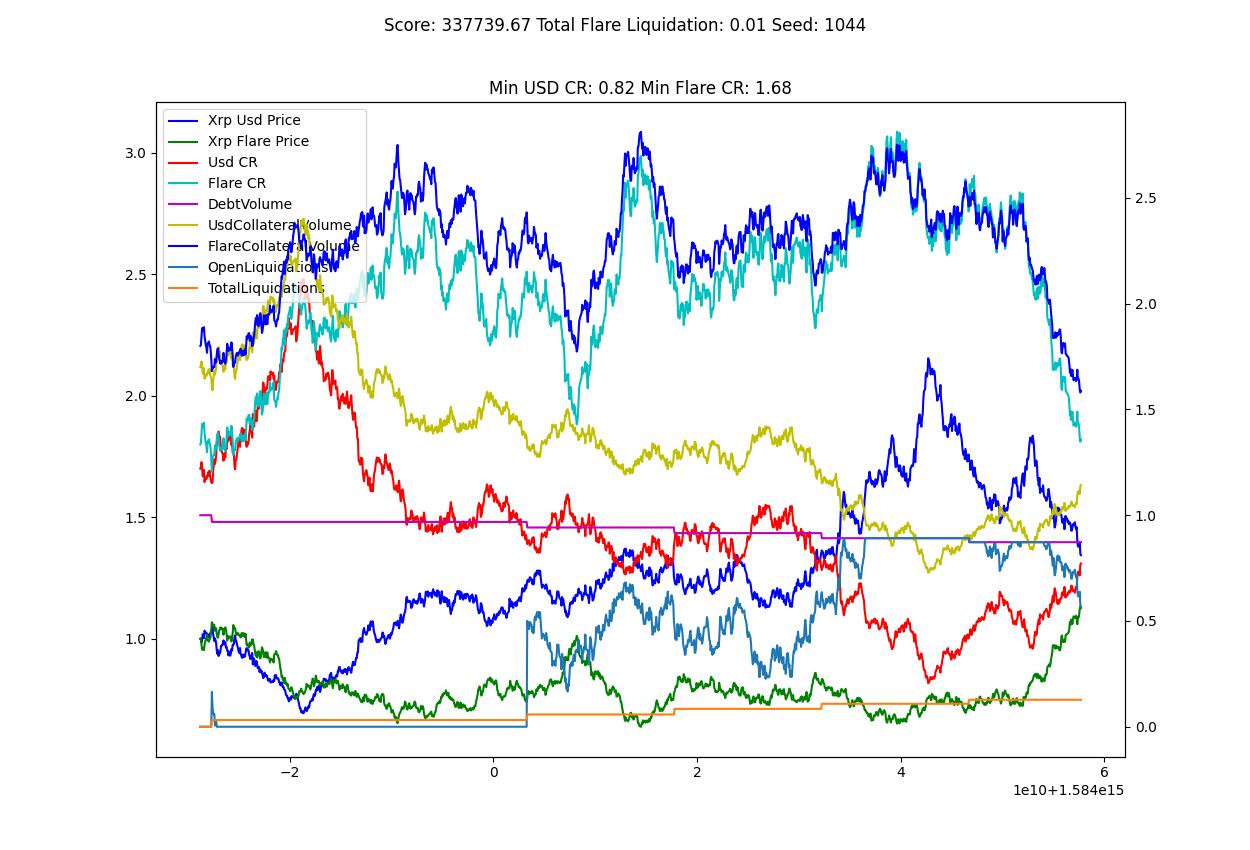 Score: 337739.67 Total Flare Liquidation: 0.01 Seed: 1044
Min USD CR: 0.82 Min Flare CR: 1.68
Xrp Usd Price
Xrp Flare Price
Usd CR
Flare CR
DebtVolume
UsdCollateralVolume
FlareCollateralVolume
OpenLiquidations
TotalLiquidations
3.0
2.5
2.0
1.5
1.0
2.5
2.0
1.5
1.0
0.5
0.0
−2
0
2
4
6
1e10+1.584e15